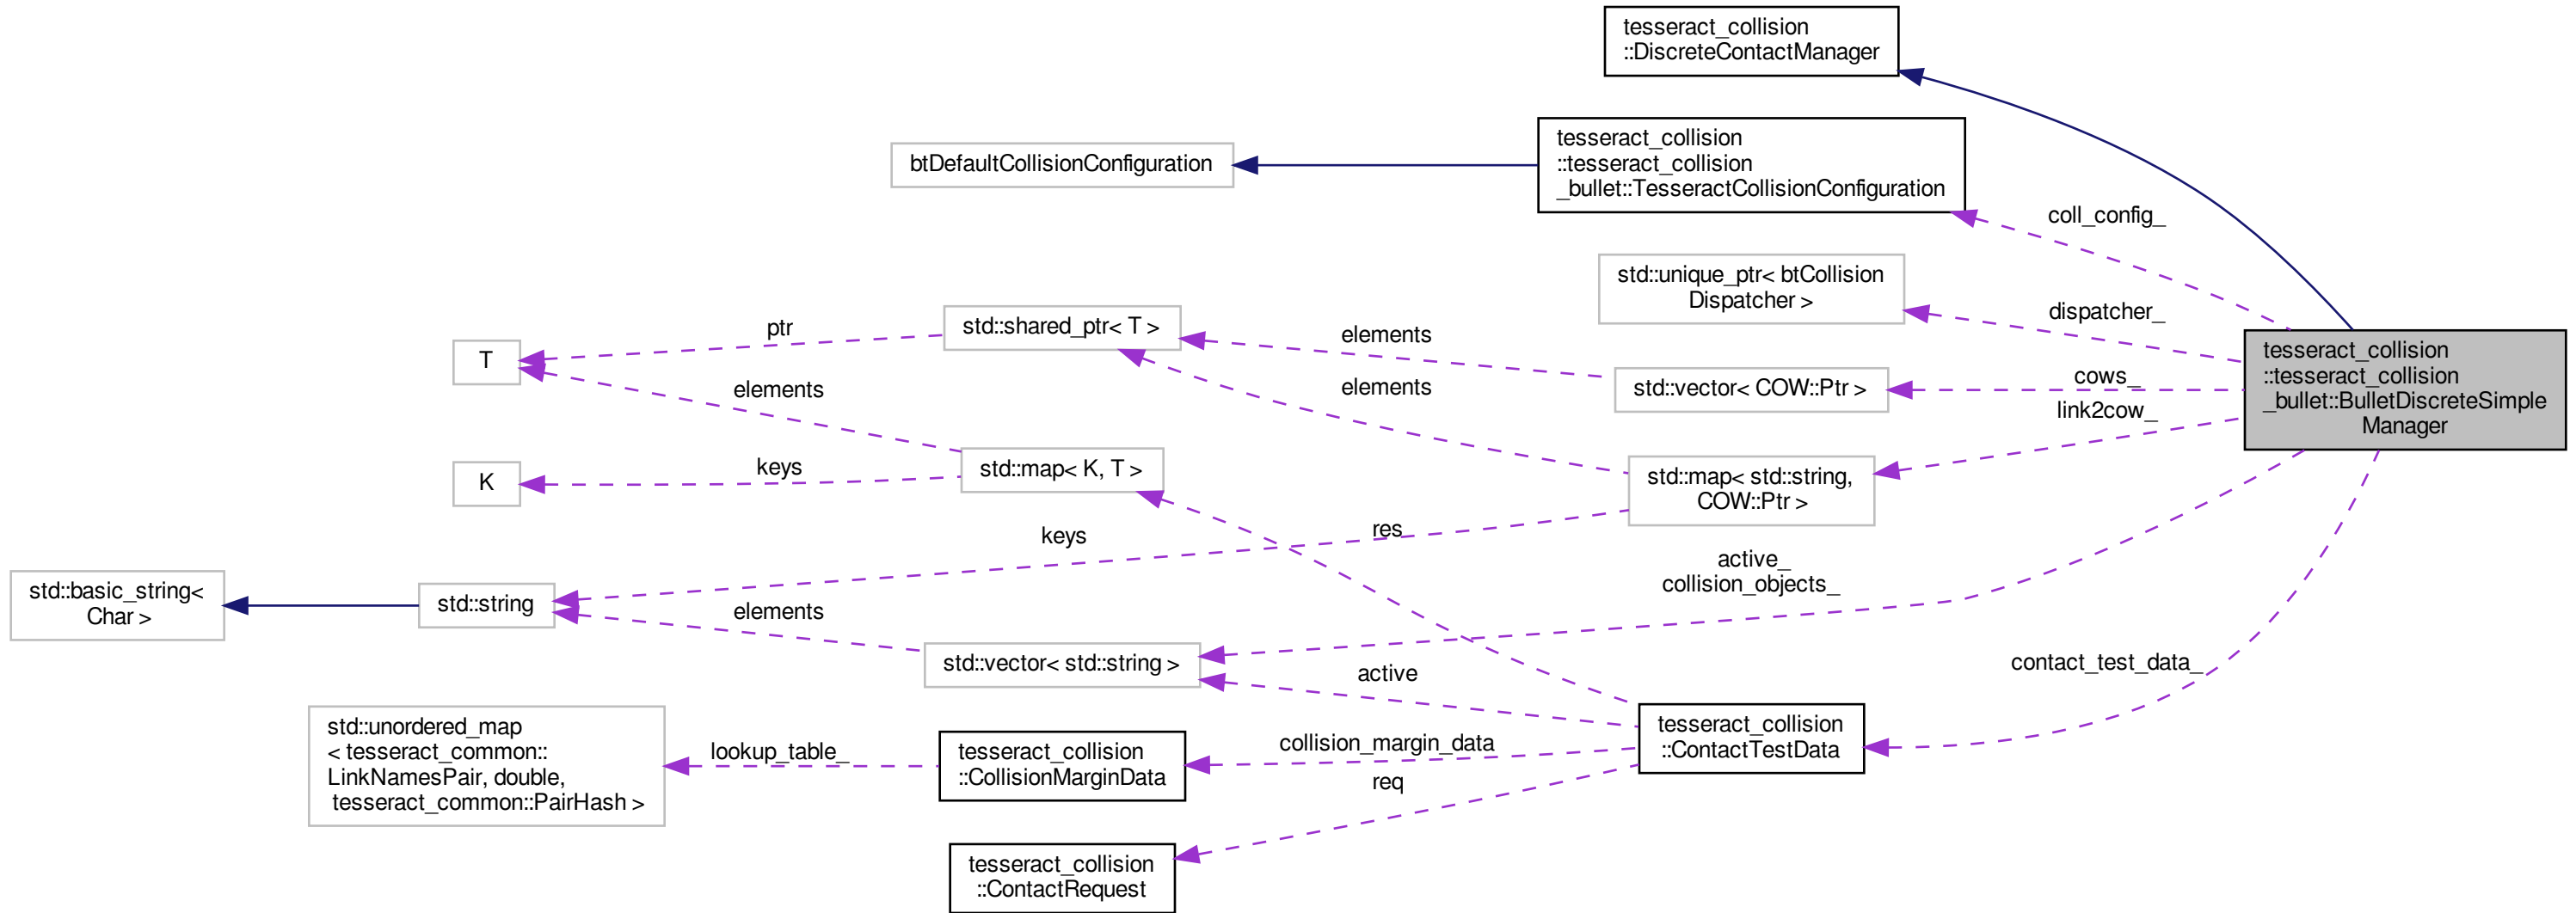 tesseract_collision
::DiscreteContactManager
btDefaultCollisionConfiguration
tesseract_collision
::tesseract_collision
_bullet::TesseractCollisionConfiguration
coll_config_
std::unique_ptr< btCollision
Dispatcher >
dispatcher_
std::shared_ptr< T >
ptr
T
elements
elements
elements
std::vector< COW::Ptr >
cows_
link2cow_
tesseract_collision
::tesseract_collision
_bullet::BulletDiscreteSimple
Manager
std::map< K, T >
keys
K
std::map< std::string,
COW::Ptr >
res
keys
active_
collision_objects_
std::basic_string<
Char >
std::string
elements
std::vector< std::string >
active
contact_test_data_
std::unordered_map
< tesseract_common::
LinkNamesPair, double,
tesseract_common::PairHash >
lookup_table_
tesseract_collision
::CollisionMarginData
collision_margin_data
req
tesseract_collision
::ContactTestData
tesseract_collision
::ContactRequest